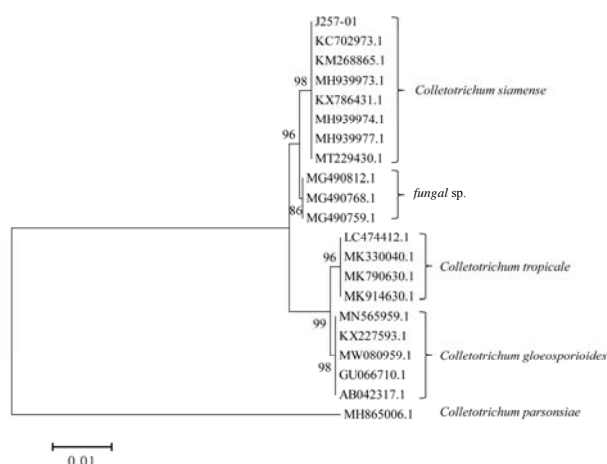 J257-01
KC702973.1
KM268865.1
98
MH939973.1
Colletotrichum siamense
KX786431.1
MH939974.1
96
MH939977.1
MT229430.1
MG490812.1
MG490768.1
fungal sp.
86
MG490759.1
LC474412.1
96
MK330040.1
Colletotrichum tropicale
MK790630.1
MK914630.1
99
MN565959.1
KX227593.1
MW080959.1
Colletotrichum gloeosporioides
98
GU066710.1
AB042317.1
MH865006.1
Colletotrichum parsonsiae
0.01